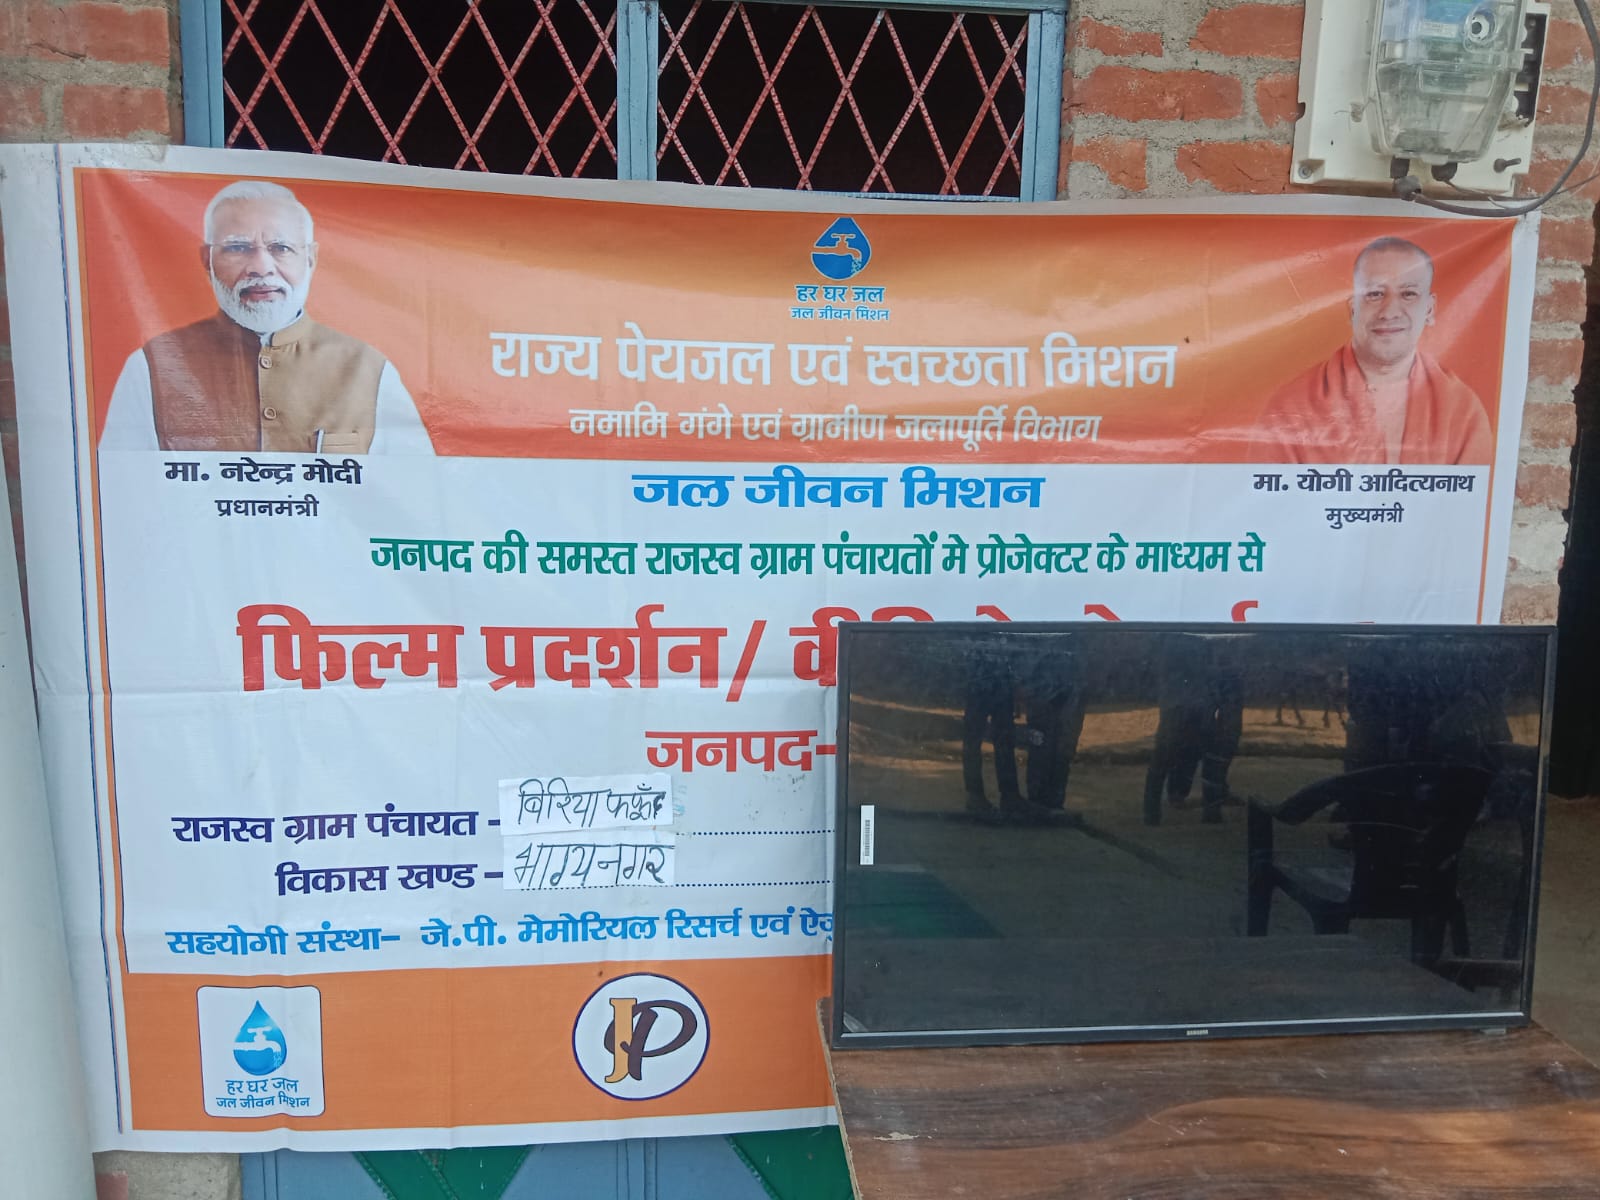 हर घर जल
जल जीवन मिशन
राज्य पेयजल एवं स्वच्छता मिशन
नमामि गंगे एवं ग्रामीण जलापूर्ति विभाग
मा. नरेन्द्र मोदी
प्रधानमंत्री
मा. योगी आदित्यनाथ
मुख्यमंत्री
जल जीवन मिशन
जनपद की समस्त राजस्व ग्राम पंचायतों मे प्रोजेक्टर के माध्यम से
फिल्म प्रदर्शन/
जनपद-
राजस्व ग्राम पंचायत - बिरिया फफूँद
विकास खण्ड - भाग्यनगर
सहयोगी संस्था- जे.पी. मेमोरियल रिसर्च एवं
हर घर जल
जल जीवन मिशन
JP